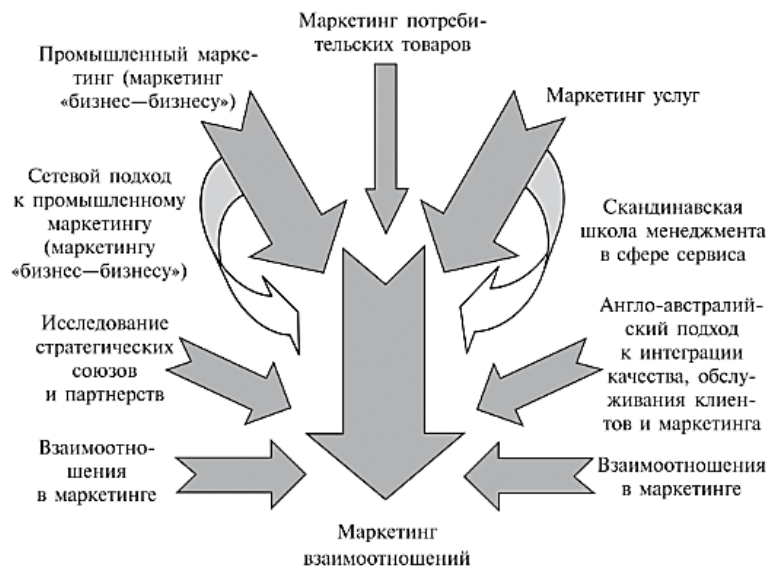 Маркетинг потреби-
тельских товаров
Промышленный марке-
тинг (маркетинг
«бизнес—бизнесу»)
Маркетинг услуг
Сетевой подход
к промышленному
маркетингу
(маркетингу
«бизнес—бизнесу»)
Скандинавская
школа менеджмента
в сфере сервиса
Исследование
стратегических
союзов
и партнерств
Англо-австралий-
ский подход
к интеграции
качества, обслу-
живания клиен-
тов и маркетинга
Взаимоотно-
шения
в маркетинге
Взаимоотношения
в маркетинге
Маркетинг
взаимоотношений